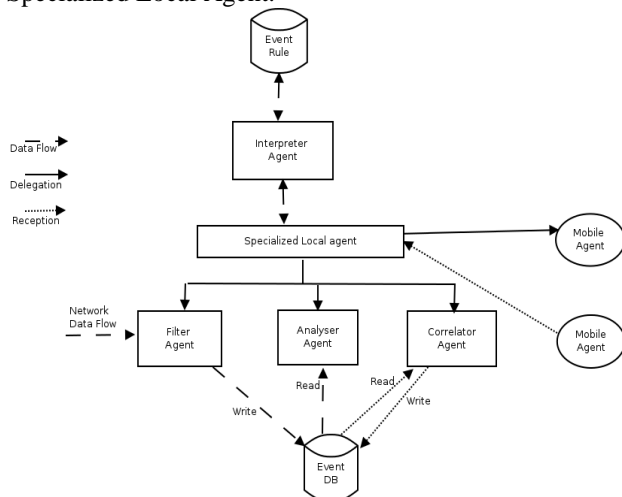 Specialized Local Agent.
Event
Rule
Data Flow
Delegation
Reception
Interpreter
Agent
Specialized Local agent
Mobile
Agent
Network
Data Flow
Filter
Agent
Analyser
Agent
Correlator
Agent
Mobile
Agent
Read
Read
Write
Write
Event
DB